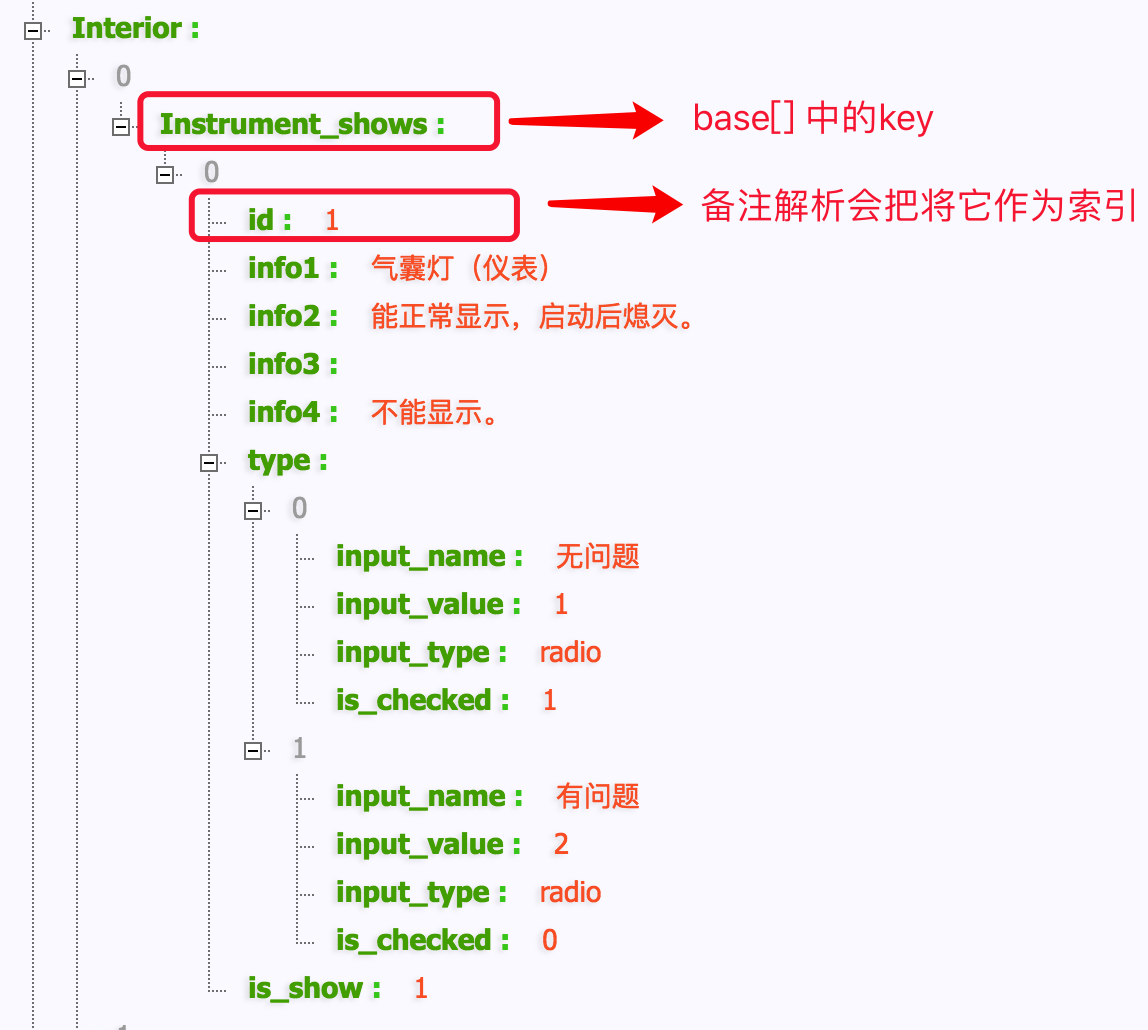 Interior :
0
Instrument_shows :
base[] 中的key
0
id : 1
备注解析会把将它作为索引
info1 : 气囊灯（仪表）
info2 : 能正常显示，启动后熄灭。
info3 :
info4 : 不能显示。
type :
0
input_name : 无问题
input_value : 1
input_type : radio
is_checked : 1
1
input_name : 有问题
input_value : 2
input_type : radio
is_checked : 0
is_show : 1